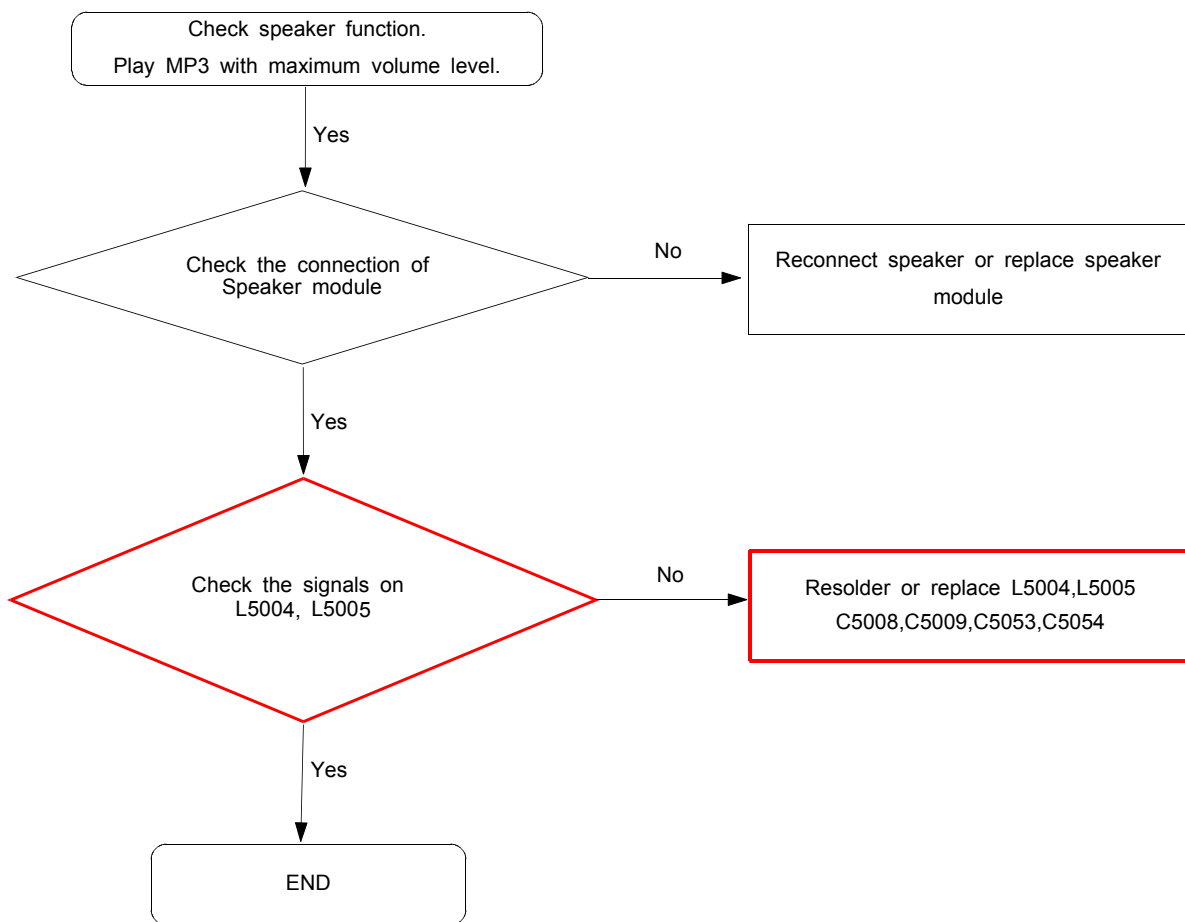 Check speaker function.
Play MP3 with maximum volume level.
Yes
Check the connection of
Speaker module
No
Reconnect speaker or replace speaker
module
Yes
Check the signals on
L5004, L5005
No
Resolder or replace L5004,L5005
C5008,C5009,C5053,C5054
Yes
END